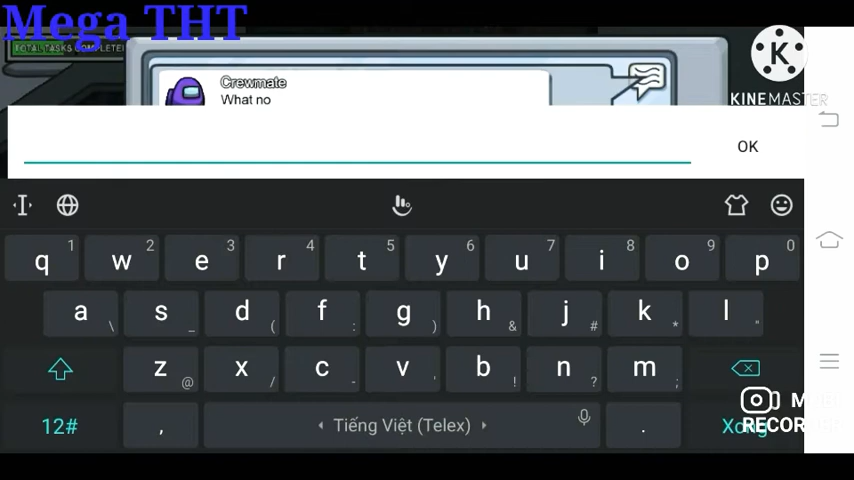 Mega THT
TOTAL TASKS COMPLETED
Crewmate
What no
K
KINEMASTER
OK
q 1 w 2 e 3 r 4 t 5 y 6 u 7 i 8 o 9 p 0
a \ s _ d ( f : g ) h & j # k * l "
z @ x / c - v ' b ! n ? m ;
12# , Tiếng Việt (Telex) . Xong
RECORDER